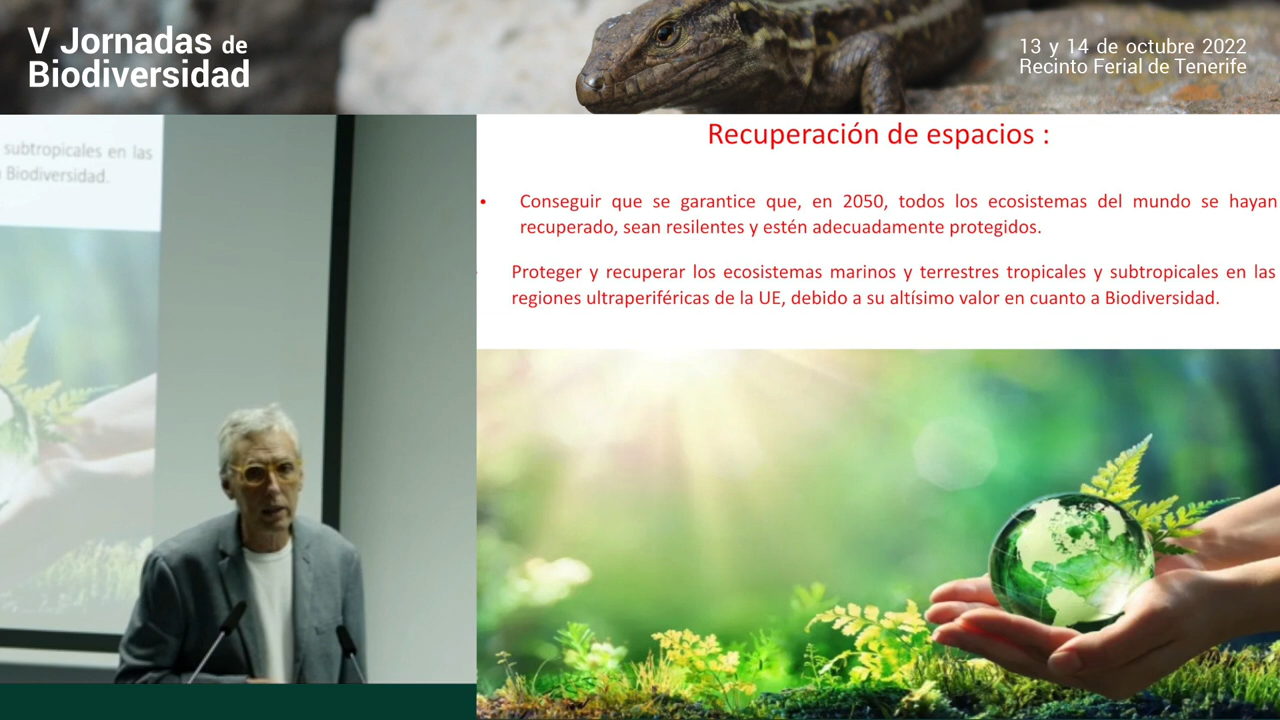 V Jornadas de
Biodiversidad
13 y 14 de octubre 2022
Recinto Ferial de Tenerife
subtropicales en las
Biodiversidad.
Recuperación de espacios :
• Conseguir que se garantice que, en 2050, todos los ecosistemas del mundo se hayan
recuperado, sean resilentes y estén adecuadamente protegidos.
Proteger y recuperar los ecosistemas marinos y terrestres tropicales y subtropicales en las
regiones ultraperiféricas de la UE, debido a su altísimo valor en cuanto a Biodiversidad.